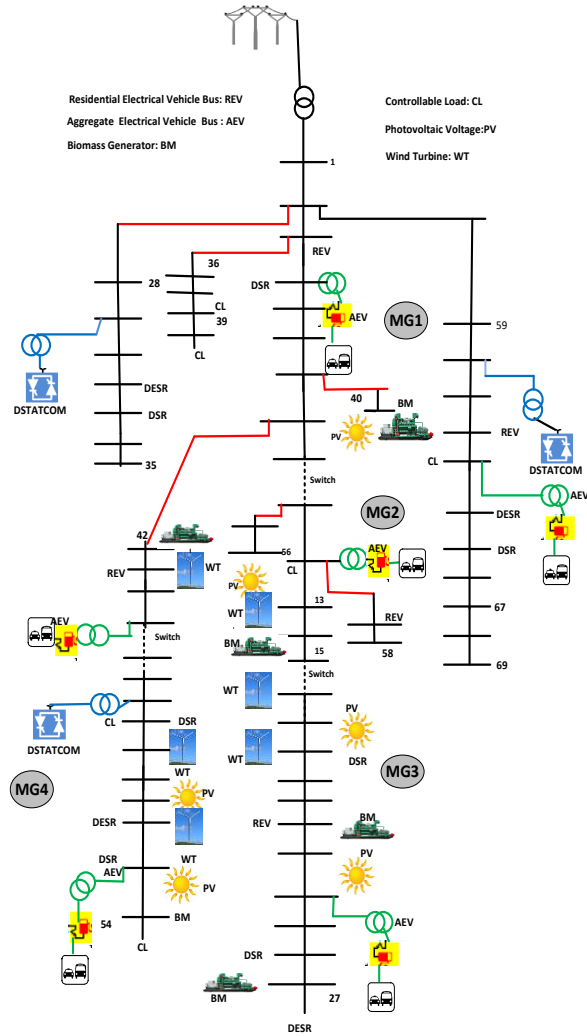 Residential Electrical Vehicle Bus: REV
Controllable Load: CL
Aggregate Electrical Vehicle Bus : AEV
Photovoltaic Voltage:PV
Biomass Generator: BM
Wind Turbine: WT
1
REV
36
28
DSR
CL
39
AEV
MG1
59
CL
DESR
40
BM
REV
DSTATCOM
DSR
PV
DSTATCOM
35
CL
Switch
AEV
DESR
MG2
42
66
AEV
CL
DSR
WT
REV
PV
WT
13
REV
67
AEV
Switch
BM
15
58
69
Switch
WT
PV
CL
DSR
DSTATCOM
WT
DSR
WT
MG3
MG4
PV
DESR
REV
BM
PV
DSR
WT
AEV
PV
54
BM
AEV
CL
DSR
BM
27
DESR